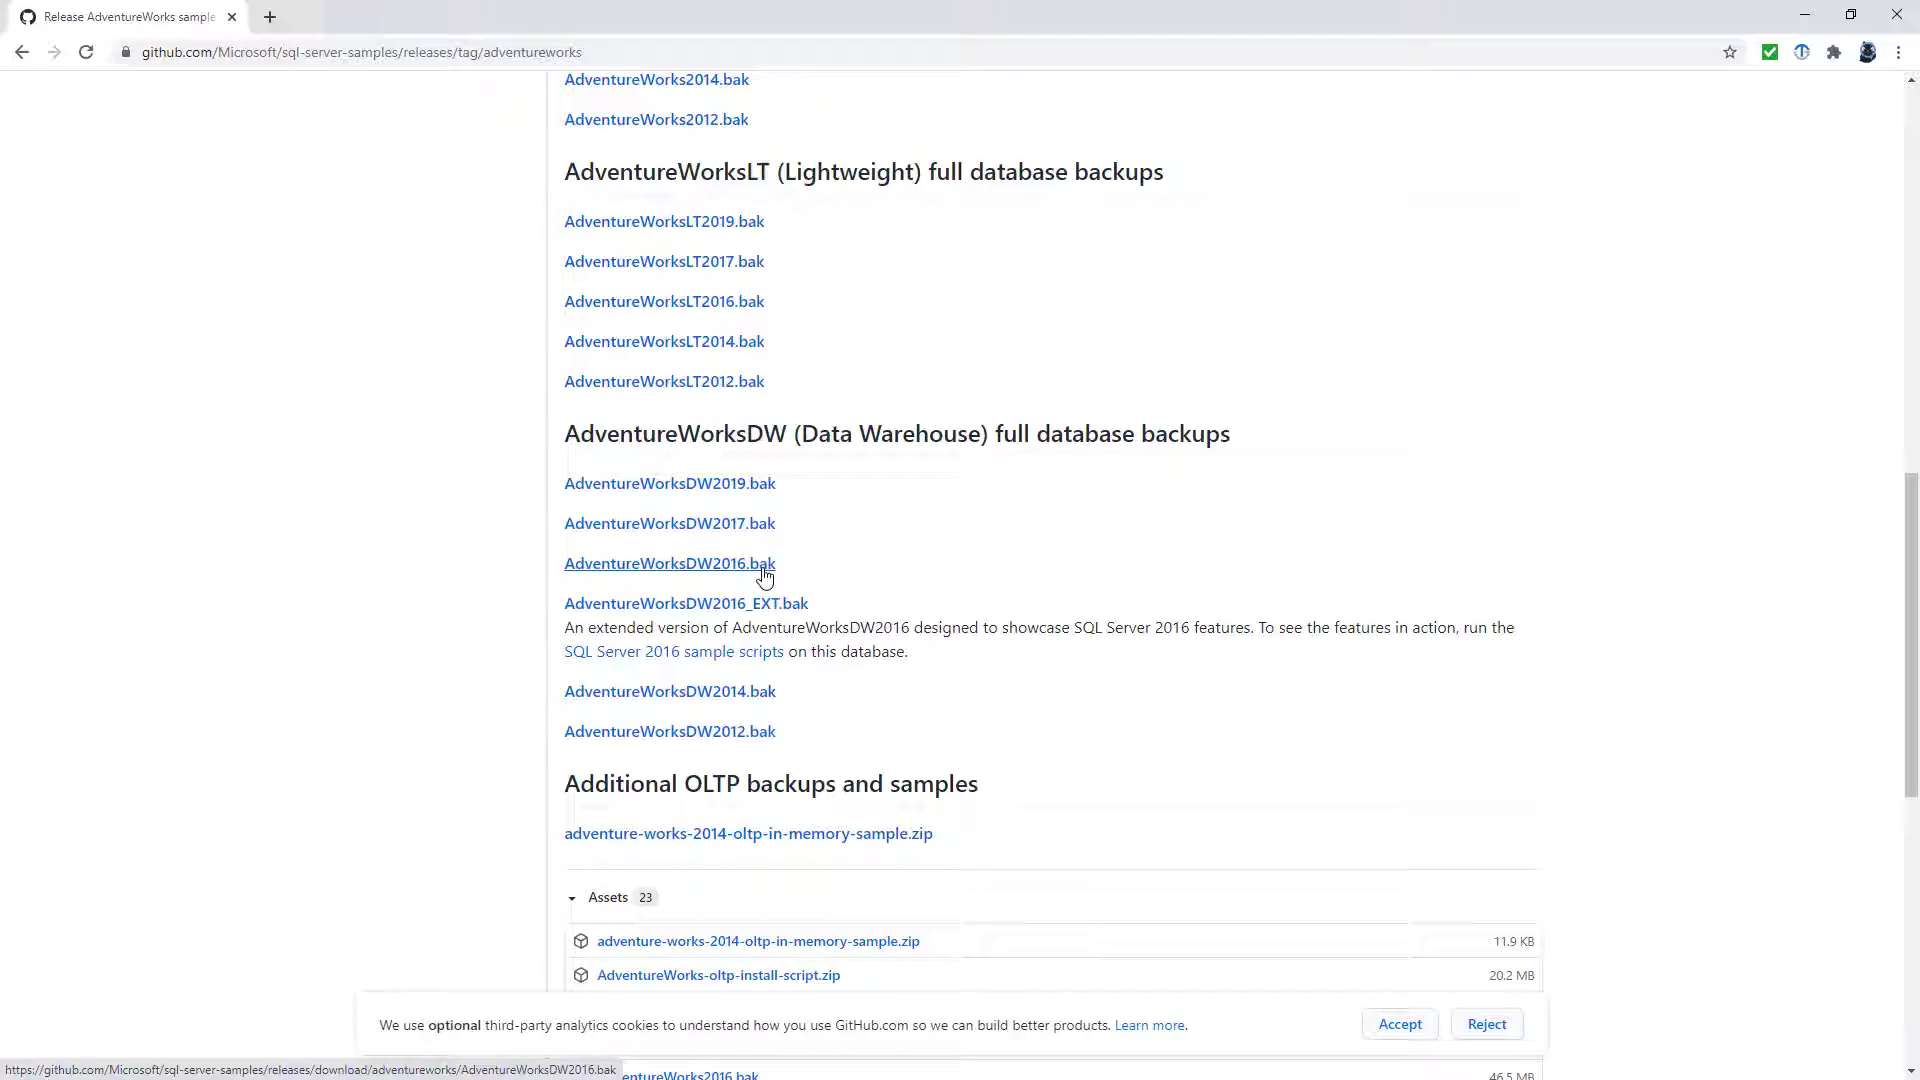 Release AdventureWorks sample
github.com/Microsoft/sql-server-samples/releases/tag/adventureworks
AdventureWorks2014.bak
AdventureWorks2012.bak
AdventureWorksLT (Lightweight) full database backups
AdventureWorksLT2019.bak
AdventureWorksLT2017.bak
AdventureWorksLT2016.bak
AdventureWorksLT2014.bak
AdventureWorksLT2012.bak
AdventureWorksDW (Data Warehouse) full database backups
AdventureWorksDW2019.bak
AdventureWorksDW2017.bak
AdventureWorksDW2016.bak
AdventureWorksDW2016_EXT.bak
An extended version of AdventureWorksDW2016 designed to showcase SQL Server 2016 features. To see the features in action, run the
SQL Server 2016 sample scripts on this database.
AdventureWorksDW2014.bak
AdventureWorksDW2012.bak
Additional OLTP backups and samples
adventure-works-2014-oltp-in-memory-sample.zip
Assets 23
adventure-works-2014-oltp-in-memory-sample.zip 11.9 KB
AdventureWorks-oltp-install-script.zip 20.2 MB
We use optional third-party analytics cookies to understand how you use GitHub.com so we can build better products. Learn more.
Accept
Reject
https://github.com/Microsoft/sql-server-samples/releases/download/adventureworks/AdventureWorksDW2016.bak
entureWorks2016.bak 46.5 MB